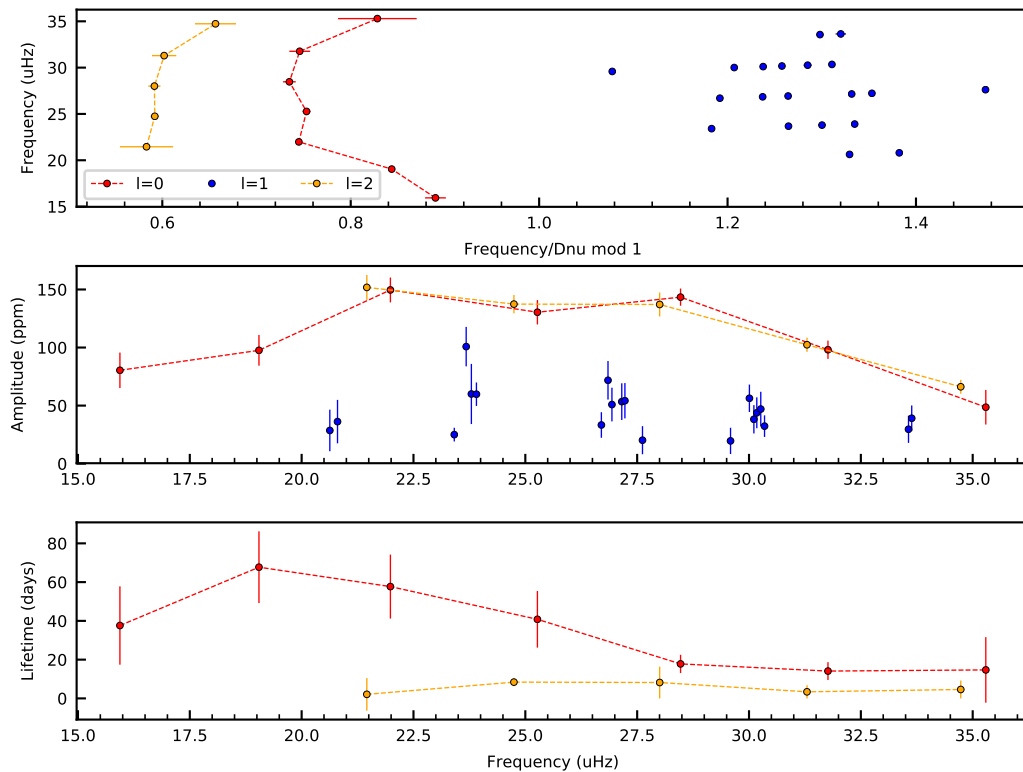 35
30
25
20
15
Frequency (uHz)
l=0 l=1 l=2
0.6 0.8 1.0 1.2 1.4
Frequency/Dnu mod 1
150
100
50
0
Amplitude (ppm)
15.0 17.5 20.0 22.5 25.0 27.5 30.0 32.5 35.0
80
60
40
20
0
Lifetime (days)
15.0 17.5 20.0 22.5 25.0 27.5 30.0 32.5 35.0
Frequency (uHz)